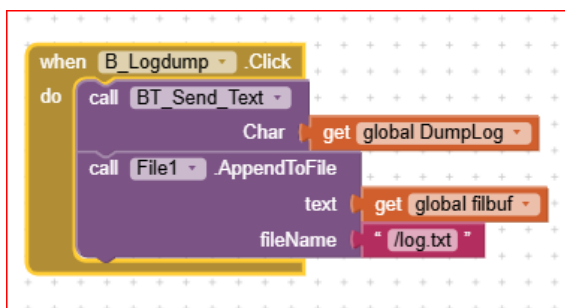 when B_Logdump .Click
do call BT_Send_Text
Char get global DumpLog
call File1 .AppendToFile
text get global filbuf
fileName " /log.txt "